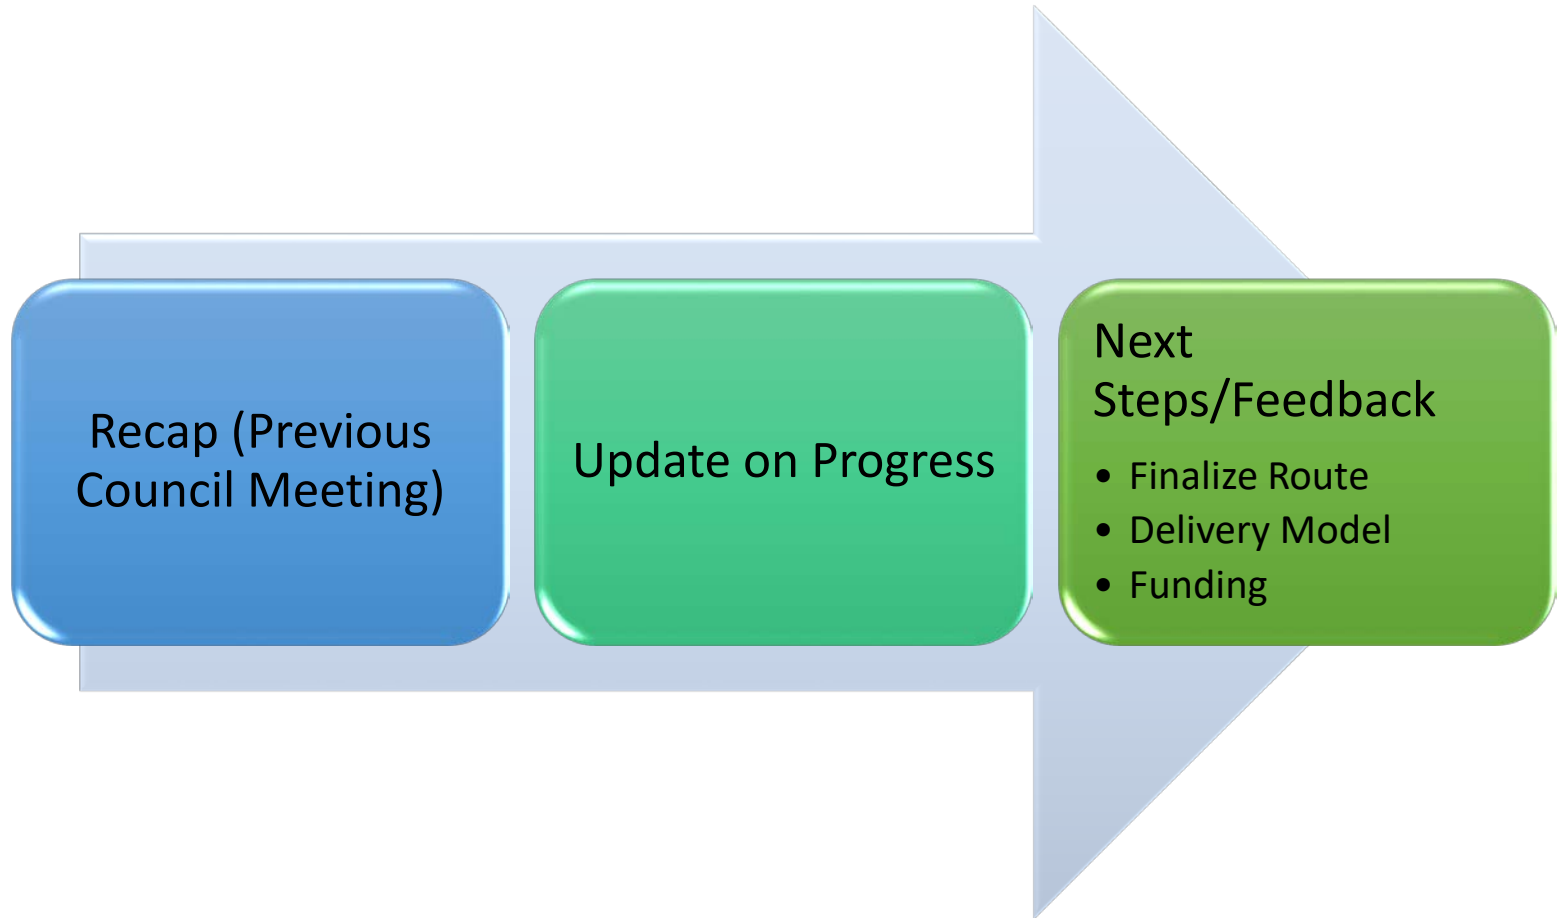 Recap (Previous
Council Meeting)
Update on Progress
Next
Steps/Feedback
• Finalize Route
• Delivery Model
• Funding